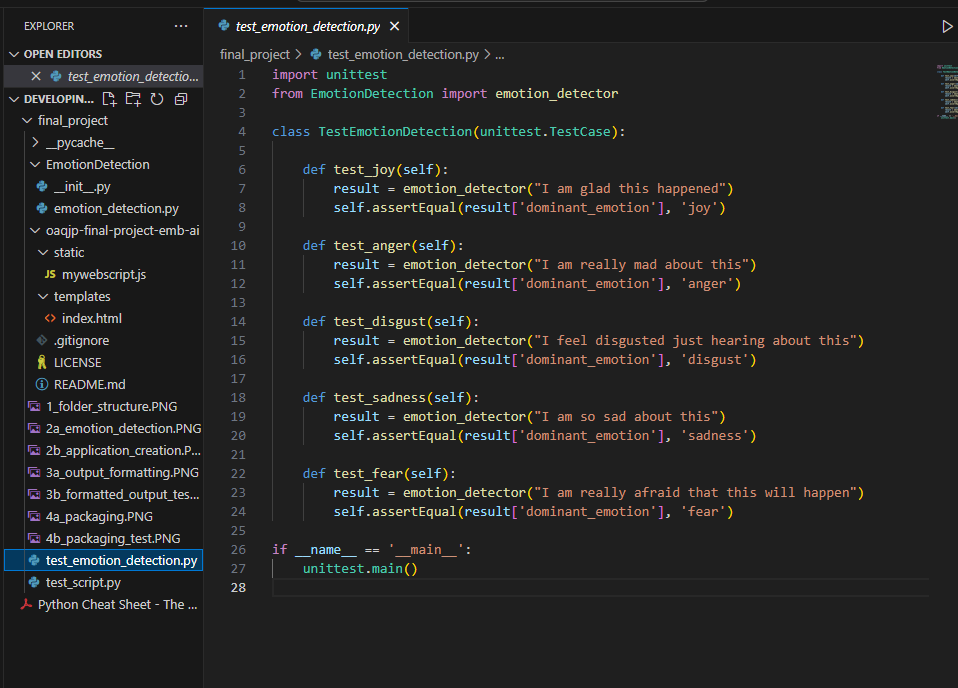 EXPLORER
OPEN EDITORS
test_emotion_detectio...
DEVELOPIN...
final_project
__pycache__
EmotionDetection
__init__.py
emotion_detection.py
oaqjp-final-project-emb-ai
static
JS mywebscript.js
templates
<> index.html
.gitignore
LICENSE
README.md
1_folder_structure.PNG
2a_emotion_detection.PNG
2b_application_creation.P...
3a_output_formatting.PNG
3b_formatted_output_tes...
4a_packaging.PNG
4b_packaging_test.PNG
test_emotion_detection.py
test_script.py
Python Cheat Sheet - The ...
test_emotion_detection.py
final_project > test_emotion_detection.py > ...
1 import unittest
2 from EmotionDetection import emotion_detector
3
4 class TestEmotionDetection(unittest.TestCase):
5
6     def test_joy(self):
7         result = emotion_detector("I am glad this happened")
8         self.assertEqual(result['dominant_emotion'], 'joy')
9
10     def test_anger(self):
11         result = emotion_detector("I am really mad about this")
12         self.assertEqual(result['dominant_emotion'], 'anger')
13
14     def test_disgust(self):
15         result = emotion_detector("I feel disgusted just hearing about this")
16         self.assertEqual(result['dominant_emotion'], 'disgust')
17
18     def test_sadness(self):
19         result = emotion_detector("I am so sad about this")
20         self.assertEqual(result['dominant_emotion'], 'sadness')
21
22     def test_fear(self):
23         result = emotion_detector("I am really afraid that this will happen")
24         self.assertEqual(result['dominant_emotion'], 'fear')
25
26 if __name__ == '__main__':
27     unittest.main()
28